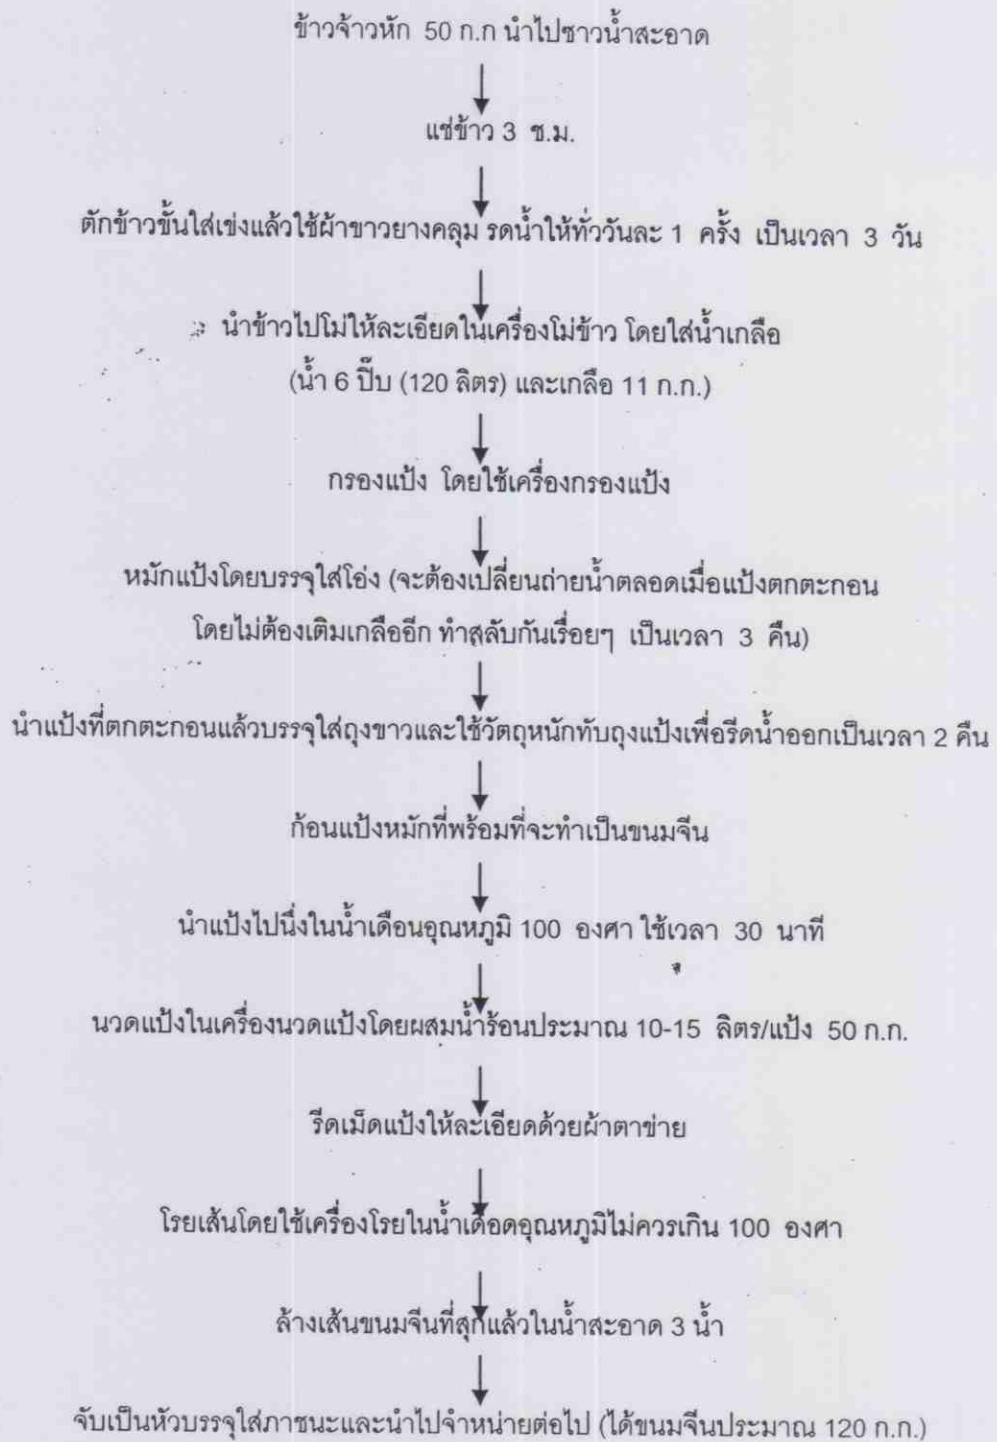 ข้าวจ้าวหัก 50 ก.ก นำไปซาวน้ำสะอาด
แช่ข้าว 3 ช.ม.
ตักข้าวขั้นใส่เข่งแล้วใช้ผ้าขาวยางคลุม รดน้ำให้ทั่ววันละ 1 ครั้ง เป็นเวลา 3 วัน
นำข้าวไปโม่ให้ละเอียดในเครื่องโม่ข้าว โดยใส่น้ำเกลือ
(น้ำ 6 ปี๊บ (120 ลิตร) และเกลือ 11 ก.ก.)
กรองแป้ง โดยใช้เครื่องกรองแป้ง
หมักแป้งโดยบรรจุใส่โอ่ง (จะต้องเปลี่ยนถ่ายน้ำตลอดเมื่อแป้งตกตะกอน
โดยไม่ต้องเติมเกลืออีก ทำสลับกันเรื่อยๆ เป็นเวลา 3 คืน)
นำแป้งที่ตกตะกอนแล้วบรรจุใส่ถุงขาวและใช้วัตถุหนักทับถุงแป้งเพื่อรีดน้ำออกเป็นเวลา 2 คืน
ก้อนแป้งหมักที่พร้อมที่จะทำเป็นขนมจีน
นำแป้งไปนึ่งในน้ำเดือนอุณหภูมิ 100 องศา ใช้เวลา 30 นาที
นวดแป้งในเครื่องนวดแป้งโดยผสมน้ำร้อนประมาณ 10-15 ลิตร/แป้ง 50 ก.ก.
รีดเม็ดแป้งให้ละเอียดด้วยผ้าตาข่าย
โรยเส้นโดยใช้เครื่องโรยในน้ำเดือดอุณหภูมิไม่ควรเกิน 100 องศา
ล้างเส้นขนมจีนที่สุกแล้วในน้ำสะอาด 3 น้ำ
จับเป็นหัวบรรจุใส่ภาชนะและนำไปจำหน่ายต่อไป (ได้ขนมจีนประมาณ 120 ก.ก.)